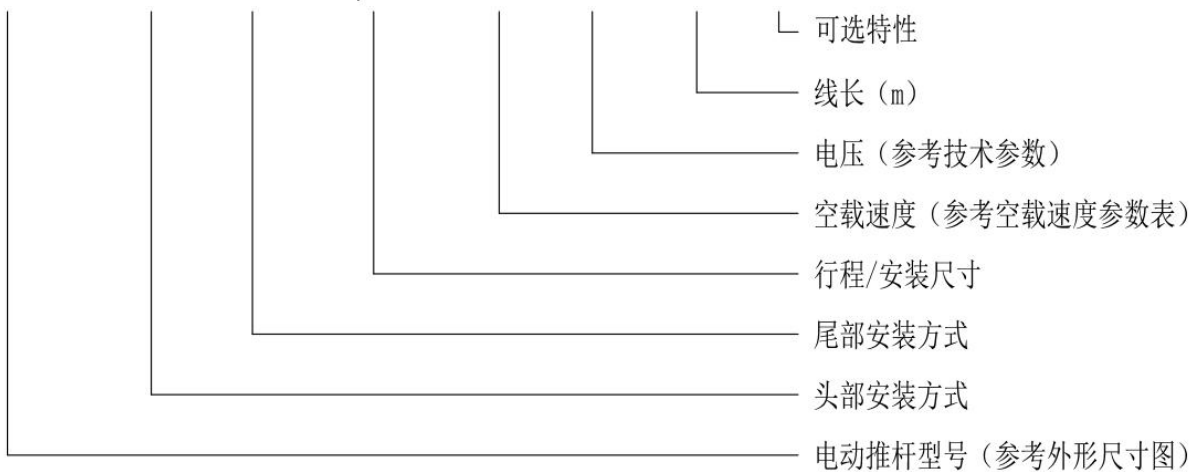 可选特性
线长（m）
电压（参考技术参数）
空载速度（参考空载速度参数表）
行程/安装尺寸
尾部安装方式
头部安装方式
电动推杆型号（参考外形尺寸图）